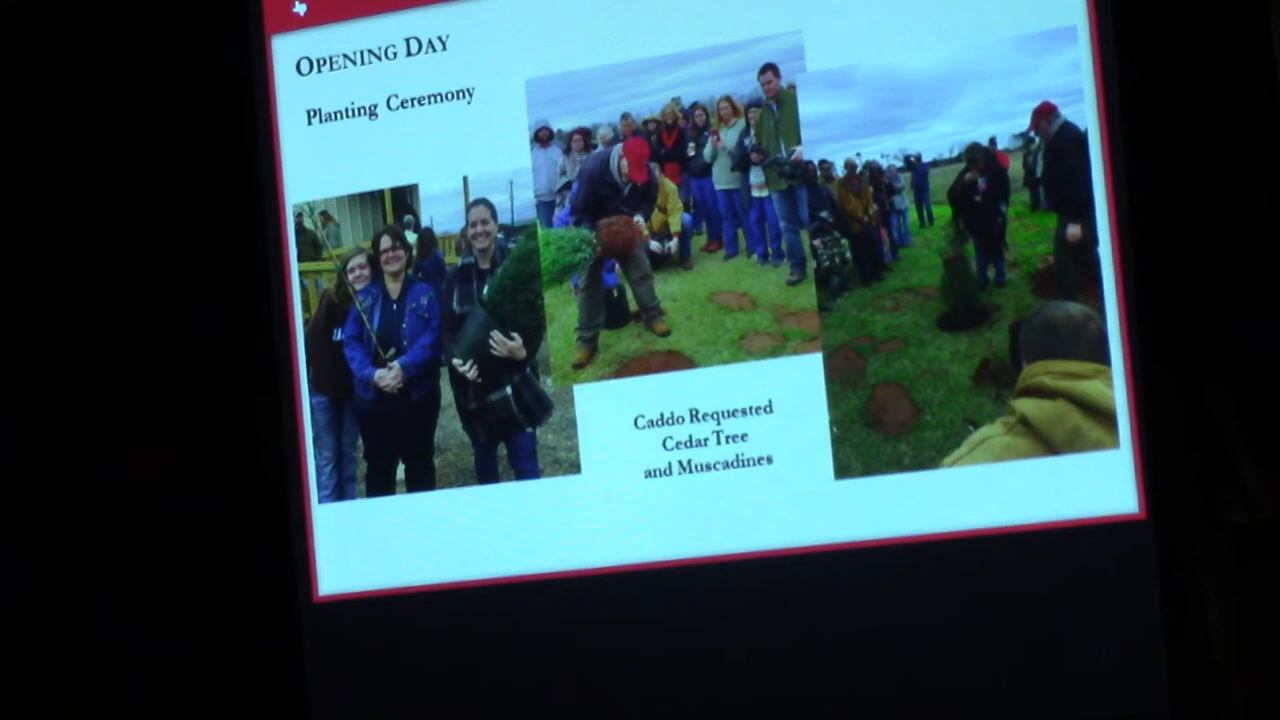 OPENING DAY
Planting Ceremony
Caddo Requested
Cedar Tree
and Muscadines